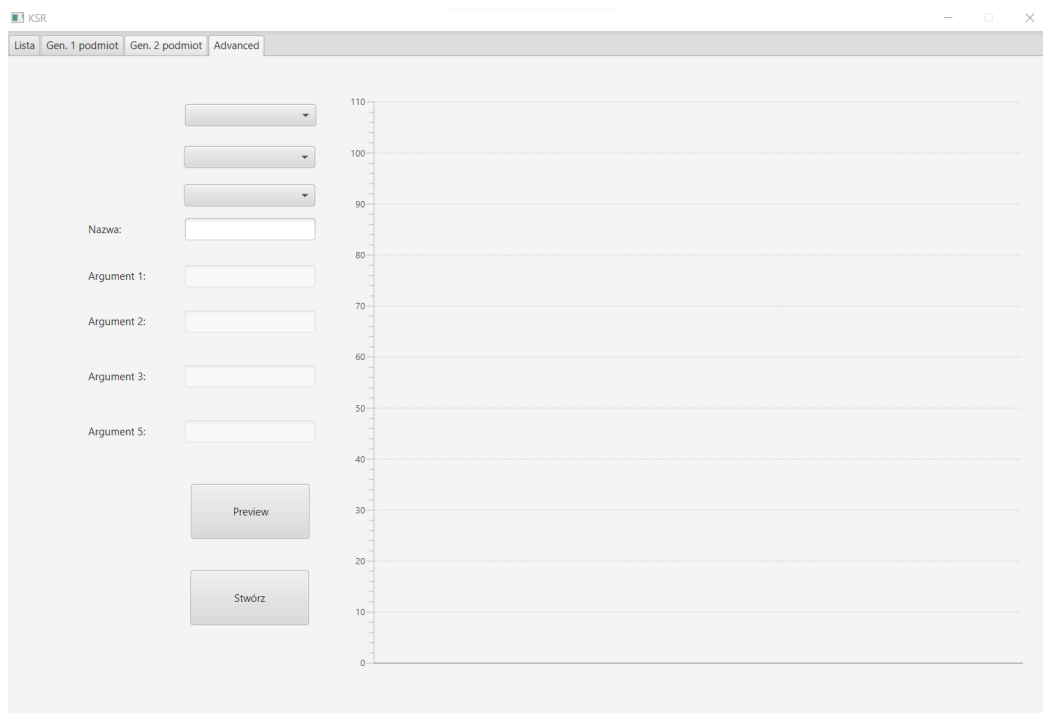 KSR
Lista Gen. 1 podmiot Gen. 2 podmiot Advanced
Nazwa:
Argument 1:
Argument 2:
Argument 3:
Argument 5:
Preview
Stwórz
110
100
90
80
70
60
50
40
30
20
10
0